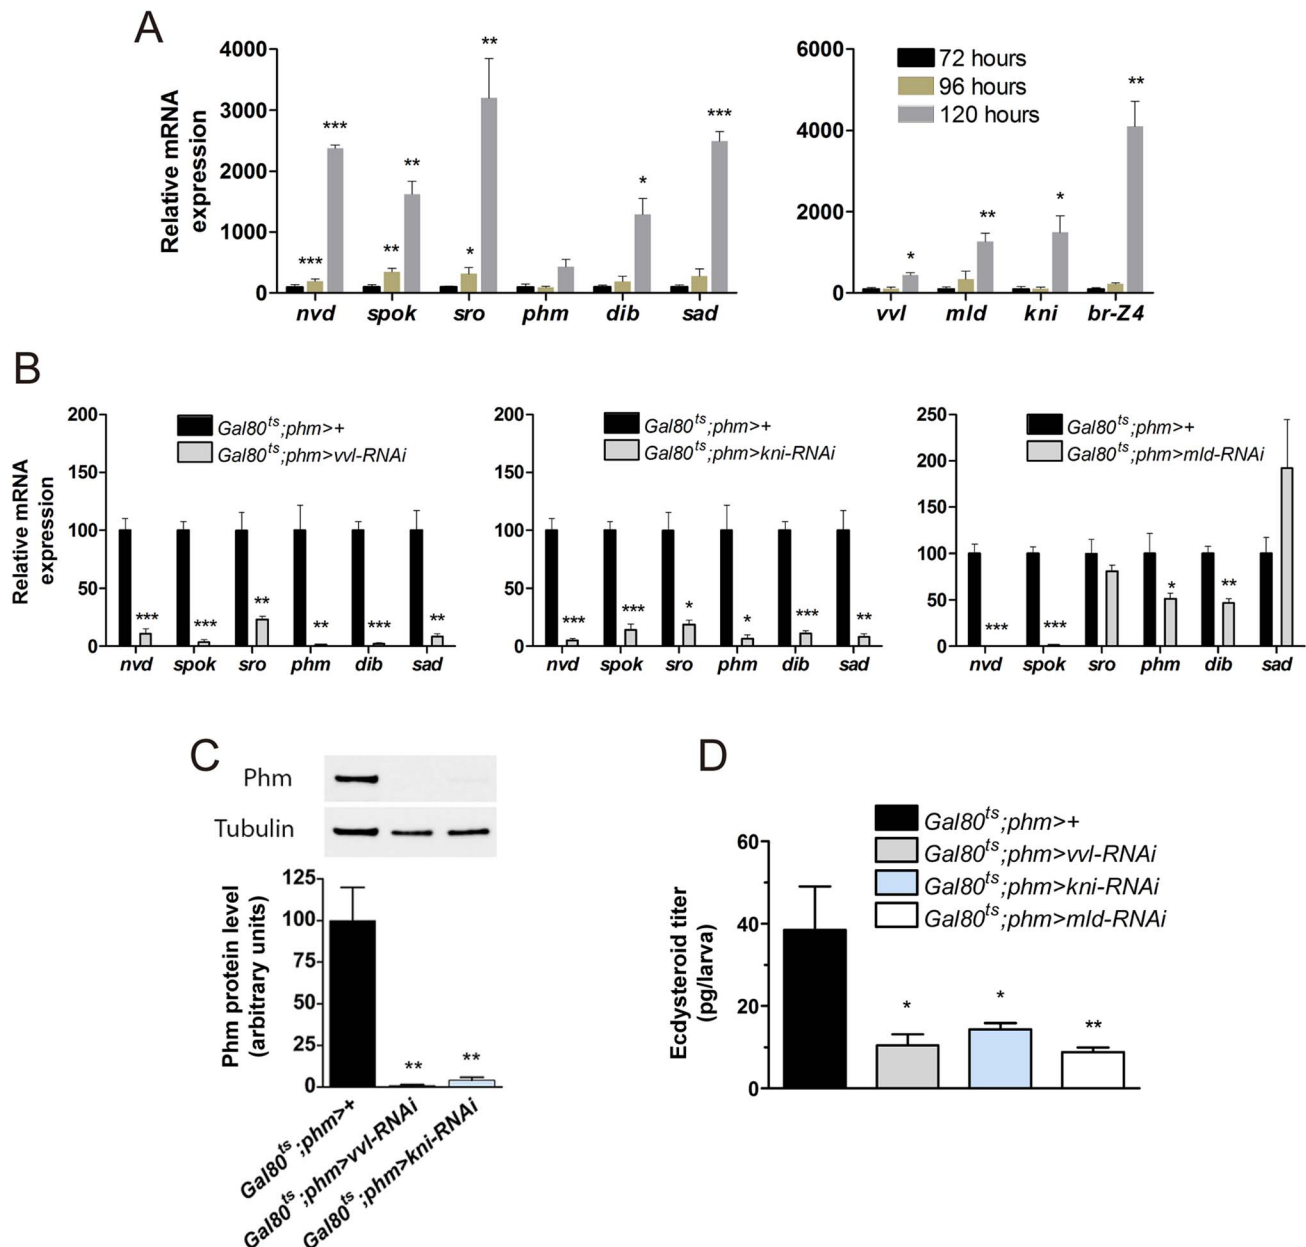 A
Relative mRNA
expression
4000
3000
2000
1000
0
***
***
**
**
*
**
*
***
nvd spok sro phm dib sad
6000
4000
2000
0
72 hours
96 hours
120 hours
*
**
*
**
vvl mld kni br-Z4
B
Relative mRNA
expression
200
150
100
50
0
Gal80ts;phm>+
Gal80ts;phm>vvl-RNAi
*** *** ** ** *** **
nvd spok sro phm dib sad
200
150
100
50
0
Gal80ts;phm>+
Gal80ts;phm>kni-RNAi
*** *** * * *** **
nvd spok sro phm dib sad
250
200
150
100
50
0
Gal80ts;phm>+
Gal80ts;phm>mld-RNAi
*** *** * **
nvd spok sro phm dib sad
C
Phm
Tubulin
Phm protein level
(arbitrary units)
125
100
75
50
25
0
** **
Gal80ts;phm>+
Gal80ts;phm>vvl-RNAi
Gal80ts;phm>kni-RNAi
D
Gal80ts;phm>+
Gal80ts;phm>vvl-RNAi
Gal80ts;phm>kni-RNAi
Gal80ts;phm>mld-RNAi
Ecdysteroid titer
(pg/larva)
60
40
20
0
* * **